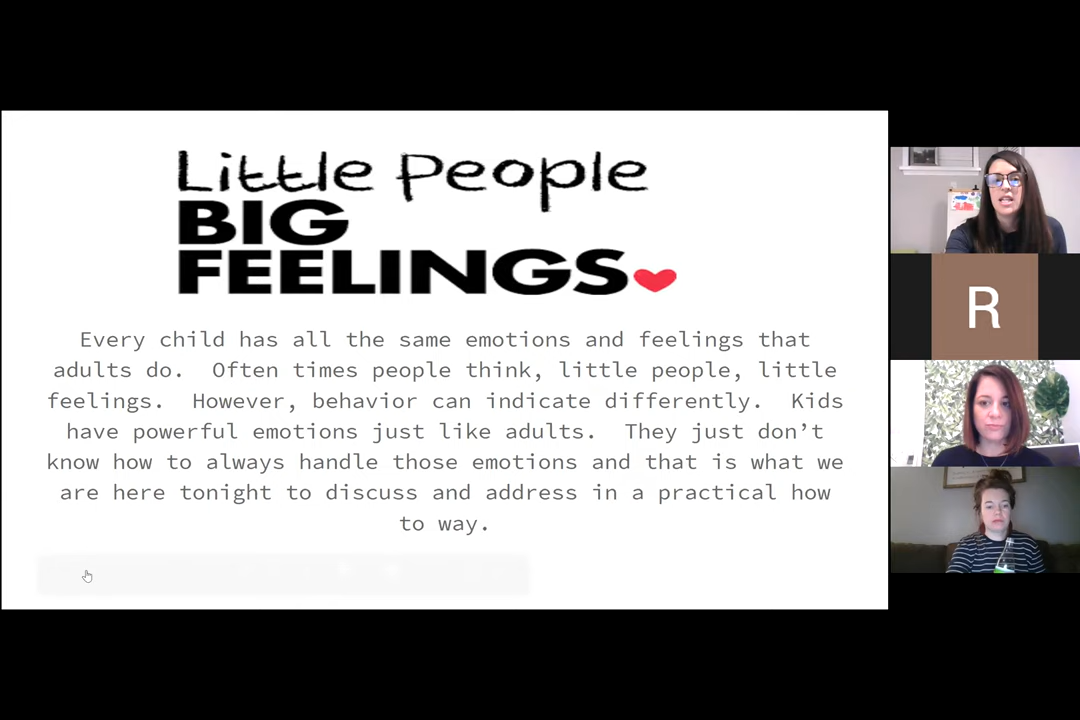 Little People
BIG
FEELINGS
Every child has all the same emotions and feelings that
adults do.  Often times people think, little people, little
feelings.  However, behavior can indicate differently.  Kids
have powerful emotions just like adults.  They just don’t
know how to always handle those emotions and that is what we
are here tonight to discuss and address in a practical how
to way.
R